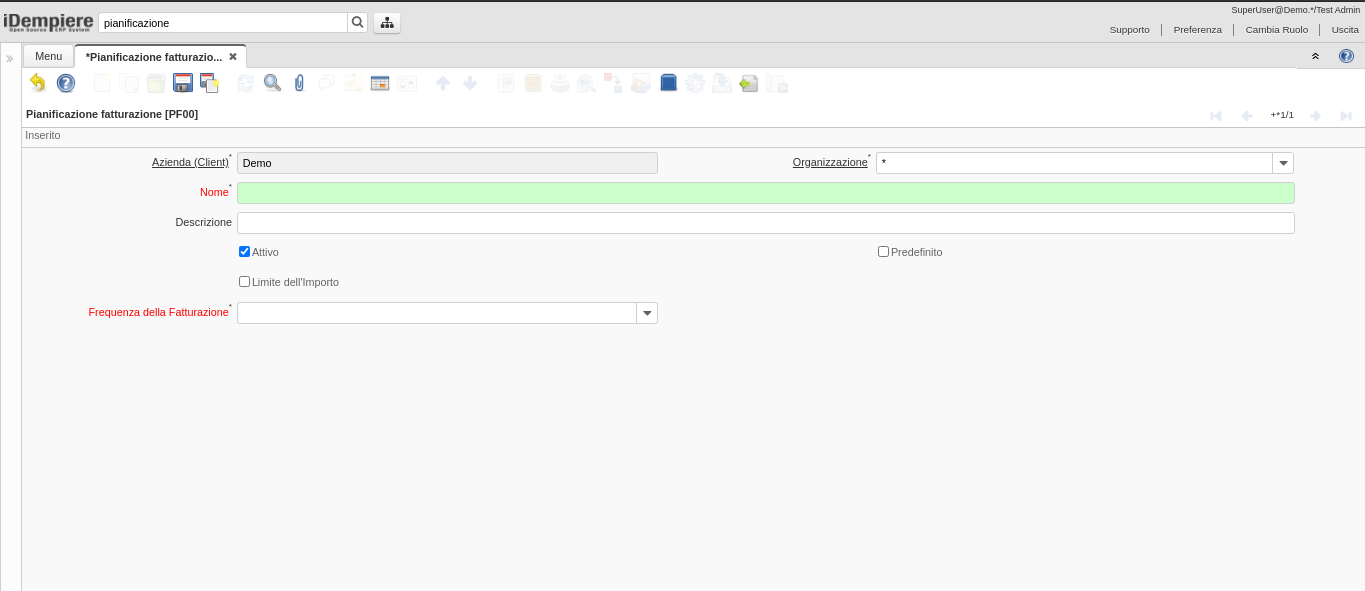 SuperUser@Demo.*/Test Admin
iDempiere
Open Source ERP System
pianificazione
Supporto
Preferenza
Cambia Ruolo
Uscita
»
Menu
*Pianificazione fatturazio...
Pianificazione fatturazione [PF00]
+*1/1
Inserito
Azienda (Client)*
Demo
Organizzazione*
*
Nome*
Descrizione
Attivo
Predefinito
Limite dell'Importo
Frequenza della Fatturazione*